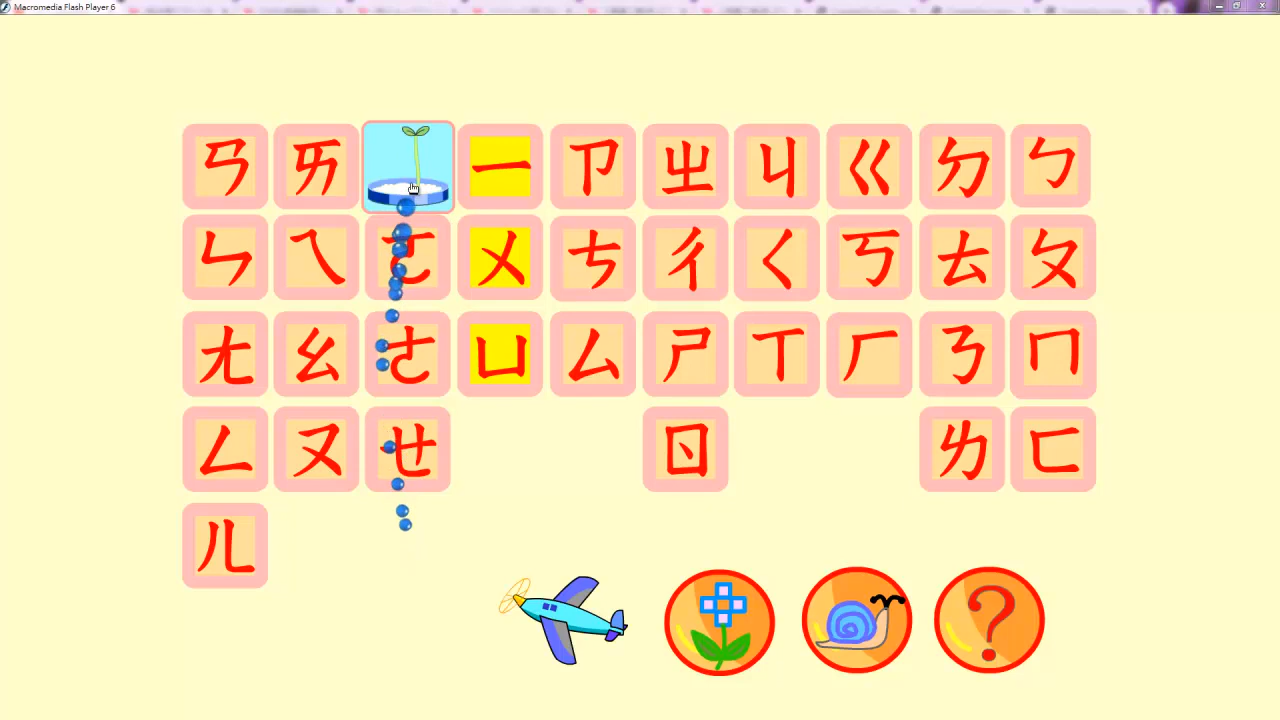 Macromedia Flash Player 6
ㄢ ㄞ ㄧ ㄗ ㄓ ㄐ ㄍ ㄉ ㄅ
ㄣ ㄟ ㄛ ㄨ ㄘ ㄔ ㄑ ㄎ ㄊ ㄆ
ㄤ ㄠ ㄜ ㄩ ㄙ ㄕ ㄒ ㄏ ㄋ ㄇ
ㄥ ㄡ ㄝ ㄖ ㄌ ㄈ
ㄦ
?